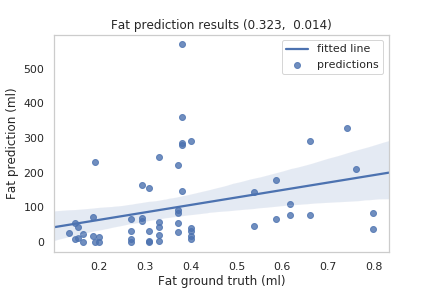 Fat prediction results (0.323,  0.014)
fitted line
predictions
Fat prediction (ml)
500
400
300
200
100
0
0.2 0.3 0.4 0.5 0.6 0.7 0.8
Fat ground truth (ml)